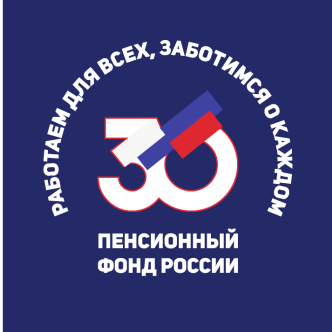 РАБОТАЕМ ДЛЯ ВСЕХ, ЗАБОТИМСЯ О КАЖДОМ
30
ПЕНСИОННЫЙ
ФОНД РОССИИ